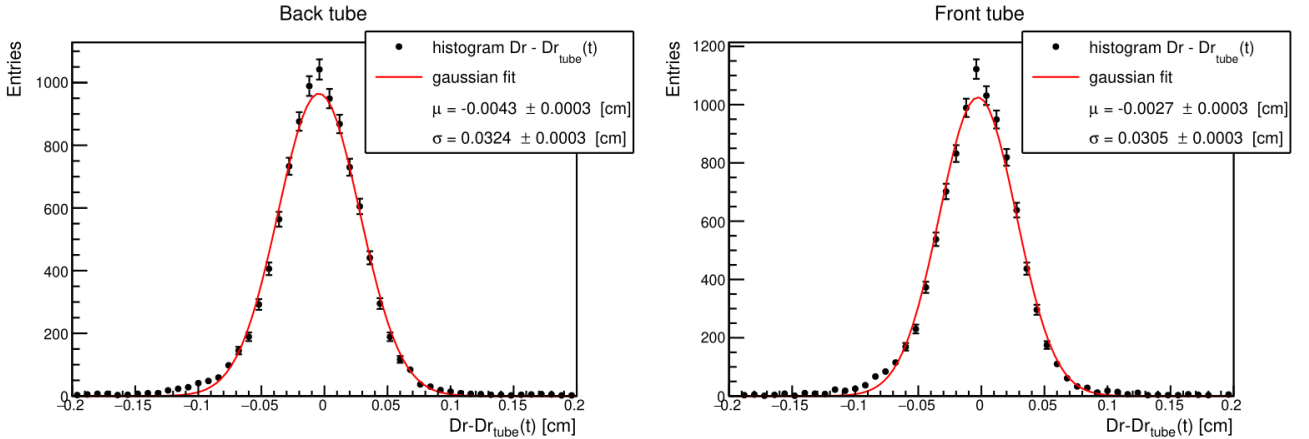 Back tube
Entries
histogram Dr - Dr_tube(t)
gaussian fit
μ = -0.0043 ± 0.0003 [cm]
σ = 0.0324 ± 0.0003 [cm]
1000
800
600
400
200
0
−0.2 −0.15 −0.1 −0.05 0 0.05 0.1 0.15 0.2
Dr-Dr_tube(t) [cm]
Front tube
Entries
histogram Dr - Dr_tube(t)
gaussian fit
μ = -0.0027 ± 0.0003 [cm]
σ = 0.0305 ± 0.0003 [cm]
1200
1000
800
600
400
200
0
−0.2 −0.15 −0.1 −0.05 0 0.05 0.1 0.15 0.2
Dr-Dr_tube(t) [cm]